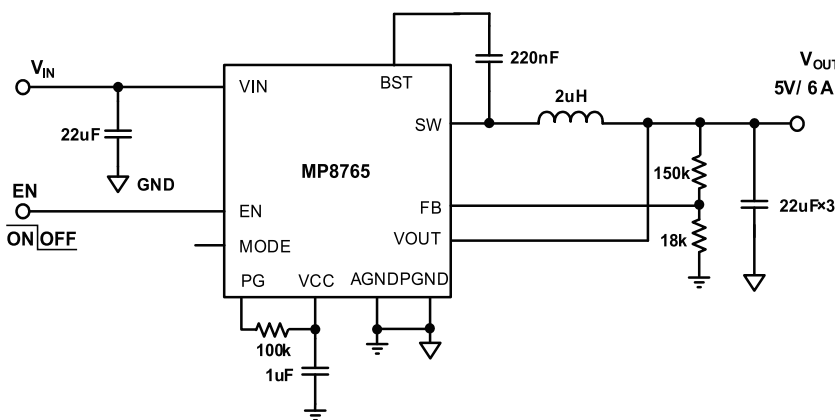 VIN
VIN
22uF
GND
EN
ON OFF
EN
MODE
PG
VCC
AGND
PGND
MP8765
BST
SW
FB
VOUT
100k
1uF
220nF
2uH
150k
18k
VOUT
5V/ 6A
22uF×3